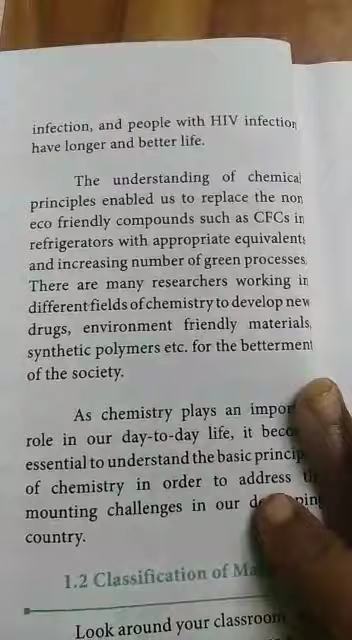 infection, and people with HIV infection
have longer and better life.
The understanding of chemical
principles enabled us to replace the non
eco friendly compounds such as CFCs in
refrigerators with appropriate equivalents
and increasing number of green processes.
There are many researchers working in
different fields of chemistry to develop new
drugs, environment friendly materials,
synthetic polymers etc. for the betterment
of the society.
As chemistry plays an
role in our day-to-day life, it
essential to understand the basic
of chemistry in order to address
mounting challenges in our
country.
1.2 Classification of
Look around your classroom